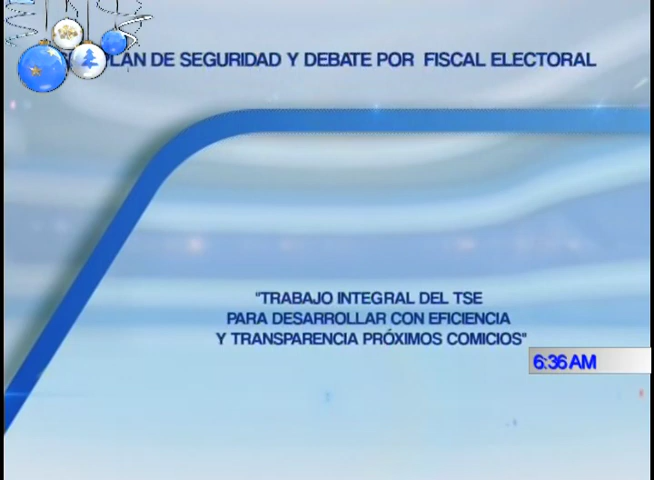 PLAN DE SEGURIDAD Y DEBATE POR FISCAL ELECTORAL
"TRABAJO INTEGRAL DEL TSE
PARA DESARROLLAR CON EFICIENCIA
Y TRANSPARENCIA PRÓXIMOS COMICIOS"
6:36 AM